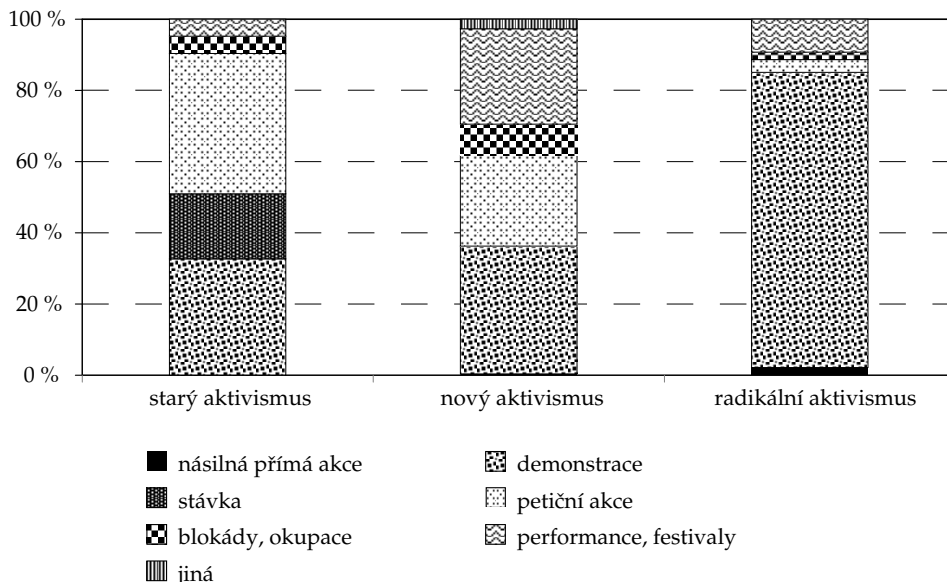 100 %
80 %
60 %
40 %
20 %
0 %
starý aktivismus nový aktivismus radikální aktivismus
násilná přímá akce demonstrace
stávka petiční akce
blokády, okupace performance, festivaly
jiná